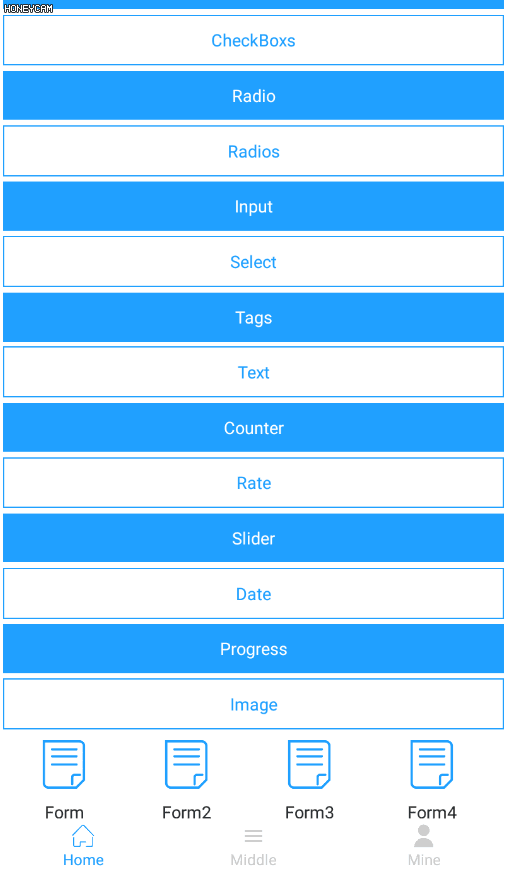 HONEYCAM
CheckBoxs
Radio
Radios
Input
Select
Tags
Text
Counter
Rate
Slider
Date
Progress
Image
Form Form2 Form3 Form4
Home Middle Mine